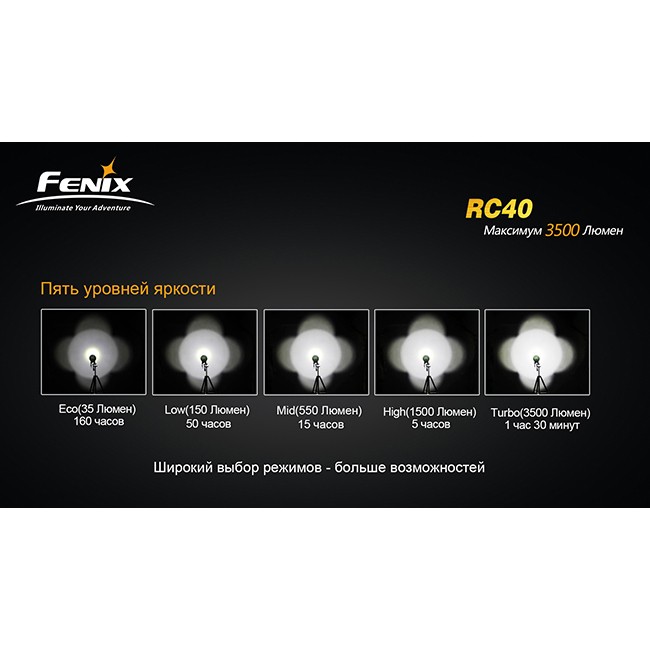 FENIX
Illuminate Your Adventure
RC40
Максимум 3500 Люмен
Пять уровней яркости
Eco(35 Люмен)
160 часов
Low(150 Люмен)
50 часов
Mid(550 Люмен)
15 часов
High(1500 Люмен)
5 часов
Turbo(3500 Люмен)
1 час 30 минут
Широкий выбор режимов - больше возможностей